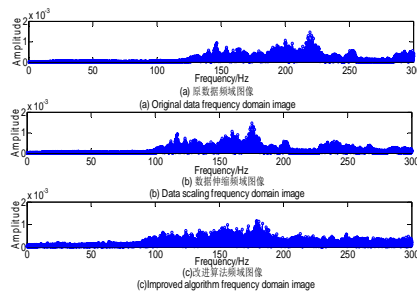 x 10-3
2
1
0
Amplitude
0 50 100 150 200 250 300
Frequency/Hz
(a) 原数据频域图像
(a) Original data frequency domain image
x 10-3
2
1
0
Amplitude
0 50 100 150 200 250 300
Frequency/Hz
(b) 数据伸缩频域图像
(b) Data scaling frequency domain image
x 10-3
2
1
0
Amplitude
0 50 100 150 200 250 300
Frequency/Hz
(c)改进算法频域图像
(c)Improved algorithm frequency domain image